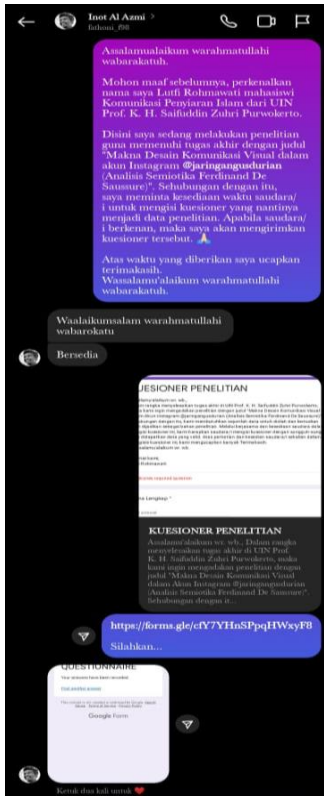 Inot Al Azmi
fathoni_f98
Assalamualaikum warahmatullahi
wabarakatuh.
Mohon maaf sebelumnya, perkenalkan
nama saya Lutfi Rohmawati mahasiswi
Komunikasi Penyiaran Islam dari UIN
Prof. K. H. Saifuddin Zuhri Purwokerto.
Disini saya sedang melakukan penelitian
guna memenuhi tugas akhir dengan judul
"Makna Desain Komunikasi Visual dalam
akun Instagram @jaringangusdurian
(Analisis Semiotika Ferdinand De
Saussure)". Sehubungan dengan itu,
saya meminta kesediaan waktu saudara/
i untuk mengisi kuesioner yang nantinya
menjadi data penelitian. Apabila saudara/
i berkenan, maka saya akan mengirimkan
kuesioner tersebut. 🙏
Atas waktu yang diberikan saya ucapkan
terimakasih.
Wassalamu'alaikum warahmatullahi
wabarakatuh.
Waalaikumsalam warahmatullahi
wabarokatu
Bersedia
UESIONER PENELITIAN
na Lengkap *
KUESIONER PENELITIAN
Assalamu'alaikum wr. wb., Dalam rangka
menyelesaikan tugas akhir di UIN Prof.
K. H. Saifuddin Zuhri Purwokerto, maka
kami ingin mengadakan penelitian dengan
judul "Makna Desain Komunikasi Visual
dalam Akun Instagram @jaringangusdurian
(Analisis Semiotika Ferdinand De Saussure)".
Sehubungan dengan it...
https://forms.gle/cfY7YHnSPpqHWxyF8
Silahkan...
QUESTIONNAIRE
Your answers have been recorded
Google Form
Ketuk dua kali untuk ❤️